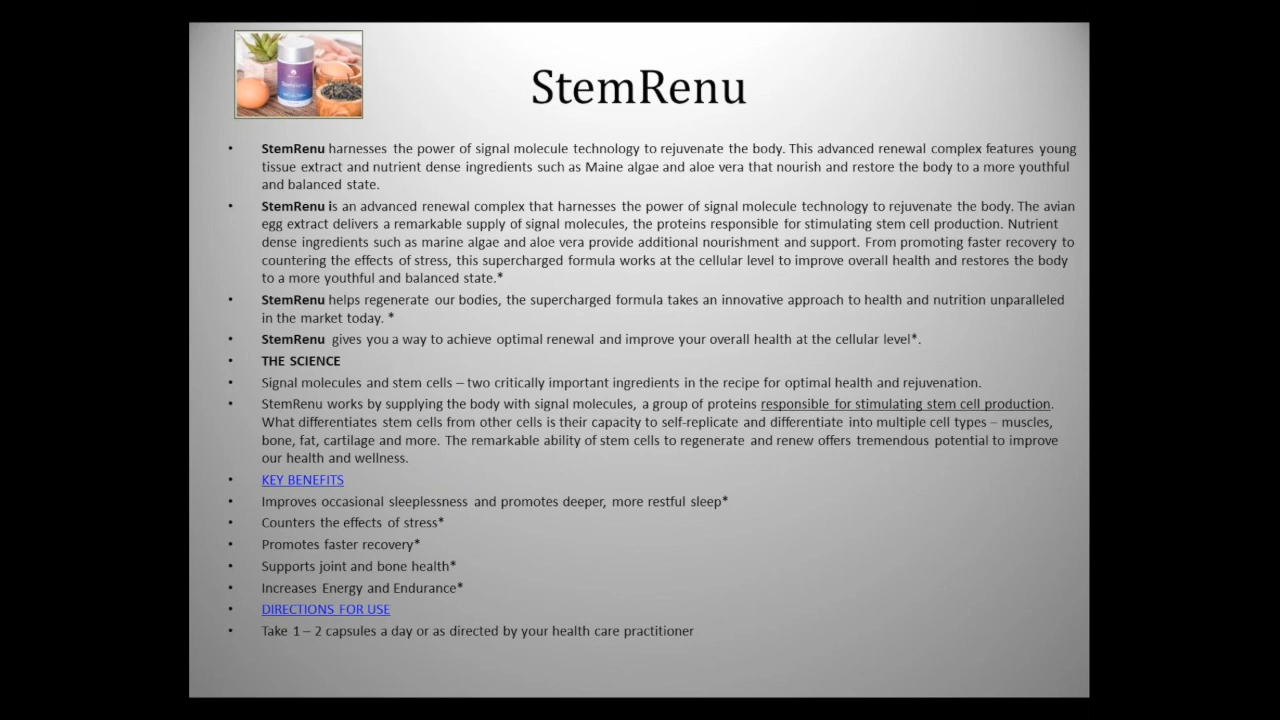 StemRenu
• StemRenu harnesses the power of signal molecule technology to rejuvenate the body. This advanced renewal complex features young
tissue extract and nutrient dense ingredients such as Maine algae and aloe vera that nourish and restore the body to a more youthful
and balanced state.
• StemRenu is an advanced renewal complex that harnesses the power of signal molecule technology to rejuvenate the body. The avian
egg extract delivers a remarkable supply of signal molecules, the proteins responsible for stimulating stem cell production. Nutrient
dense ingredients such as marine algae and aloe vera provide additional nourishment and support. From promoting faster recovery to
countering the effects of stress, this supercharged formula works at the cellular level to improve overall health and restores the body
to a more youthful and balanced state.*
• StemRenu helps regenerate our bodies, the supercharged formula takes an innovative approach to health and nutrition unparalleled
in the market today. *
• StemRenu gives you a way to achieve optimal renewal and improve your overall health at the cellular level*.
• THE SCIENCE
• Signal molecules and stem cells – two critically important ingredients in the recipe for optimal health and rejuvenation.
• StemRenu works by supplying the body with signal molecules, a group of proteins responsible for stimulating stem cell production.
What differentiates stem cells from other cells is their capacity to self-replicate and differentiate into multiple cell types – muscles,
bone, fat, cartilage and more. The remarkable ability of stem cells to regenerate and renew offers tremendous potential to improve
our health and wellness.
• KEY BENEFITS
• Improves occasional sleeplessness and promotes deeper, more restful sleep*
• Counters the effects of stress*
• Promotes faster recovery*
• Supports joint and bone health*
• Increases Energy and Endurance*
• DIRECTIONS FOR USE
• Take 1 – 2 capsules a day or as directed by your health care practitioner